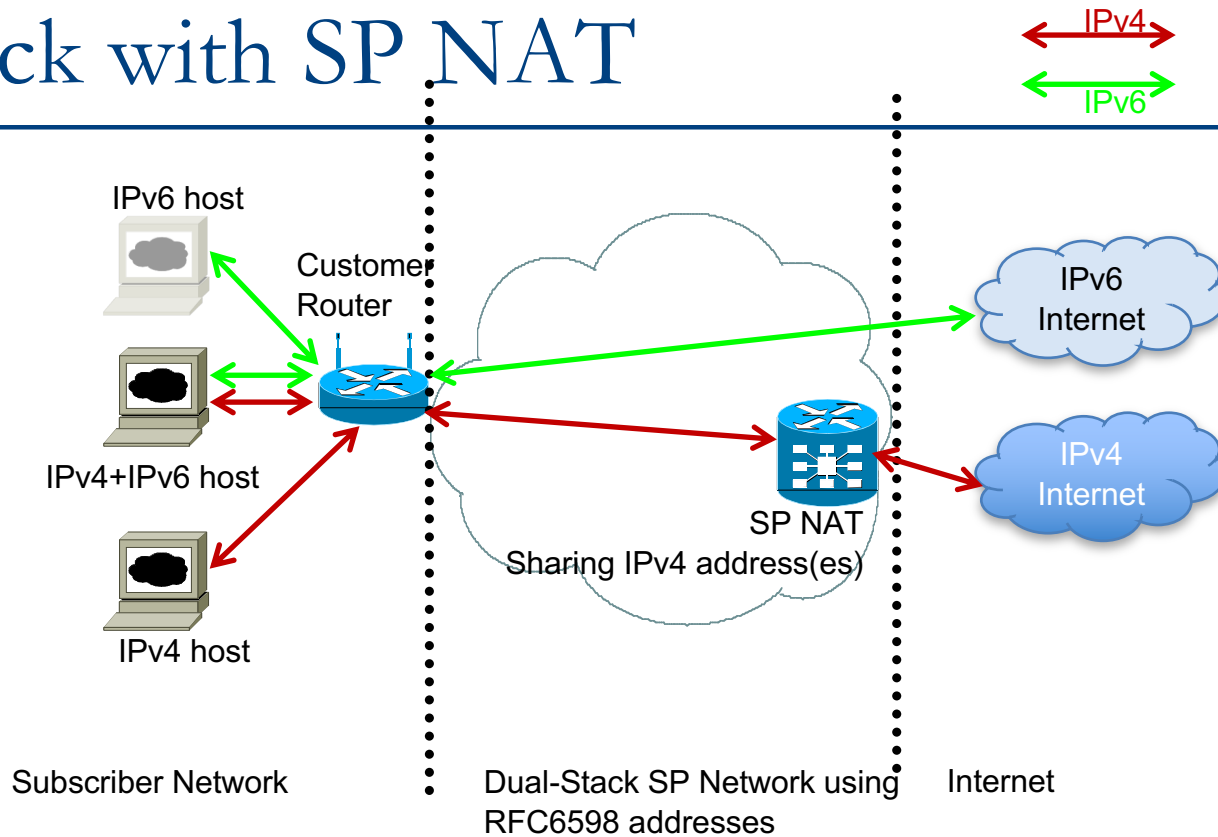 ck with SP NAT
IPv4
IPv6
IPv6 host
Customer
Router
IPv6
Internet
IPv4+IPv6 host
IPv4
Internet
SP NAT
Sharing IPv4 address(es)
IPv4 host
Subscriber Network
Dual-Stack SP Network using
RFC6598 addresses
Internet